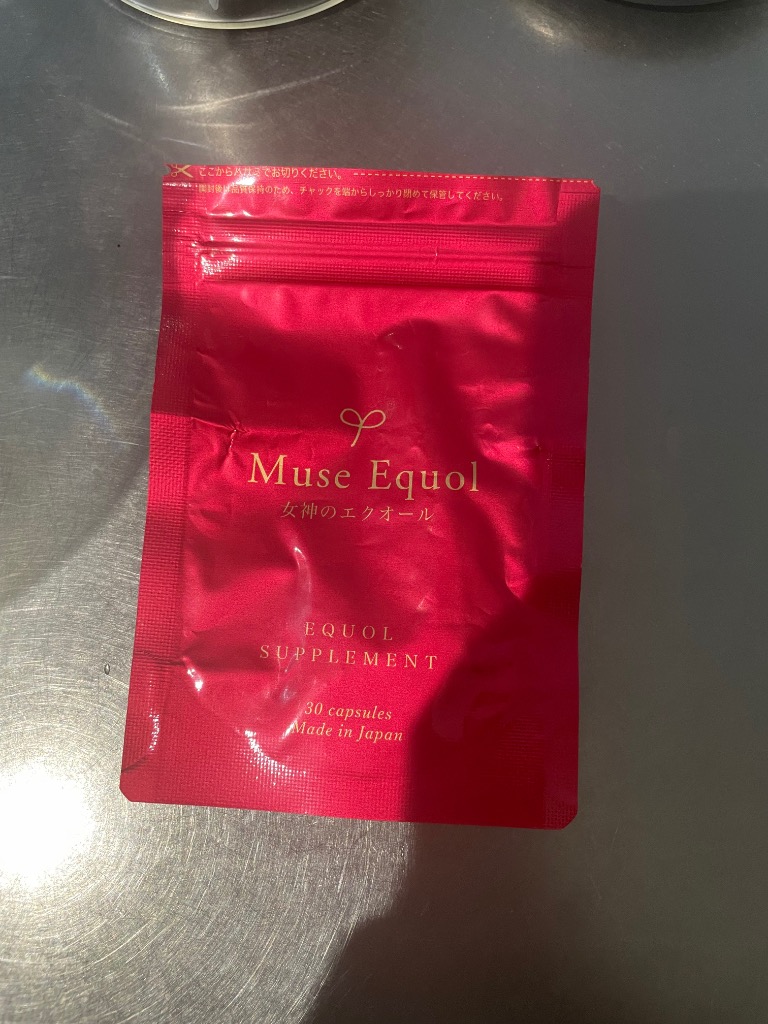 ここからハサミでお切りください。
開封後は品質保持のため、チャックを端からしっかり閉めて保管してください。
Muse Equol
女神のエクオール
EQUOL
SUPPLEMENT
30 capsules
Made in Japan